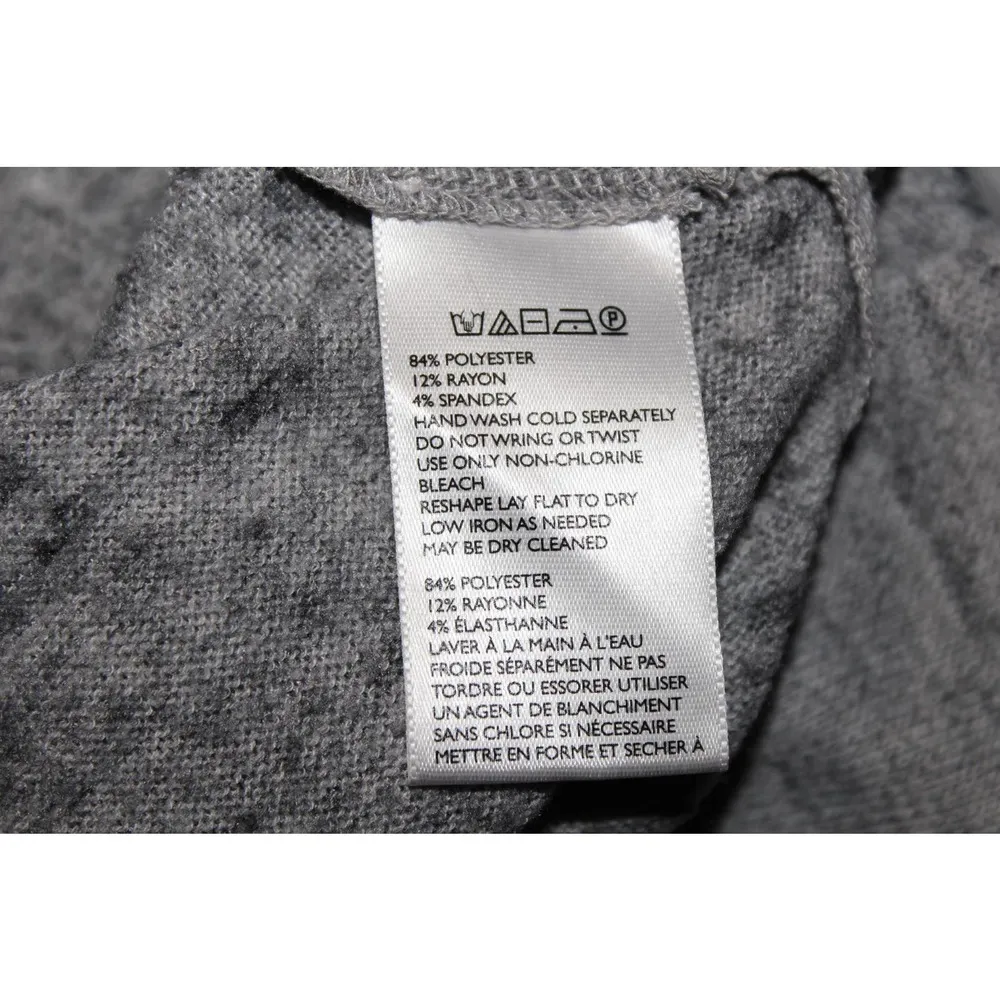 P
84% POLYESTER
12% RAYON
4% SPANDEX
HAND WASH COLD SEPARATELY
DO NOT WRING OR TWIST
USE ONLY NON-CHLORINE
BLEACH
RESHAPE LAY FLAT TO DRY
LOW IRON AS NEEDED
MAY BE DRY CLEANED
84% POLYESTER
12% RAYONNE
4% ÉLASTHANNE
LAVER À LA MAIN À L'EAU
FROIDE SÉPARÉMENT NE PAS
TORDRE OU ESSORER UTILISER
UN AGENT DE BLANCHIMENT
SANS CHLORE SI NÉCESSAIRE
METTRE EN FORME ET SECHER À